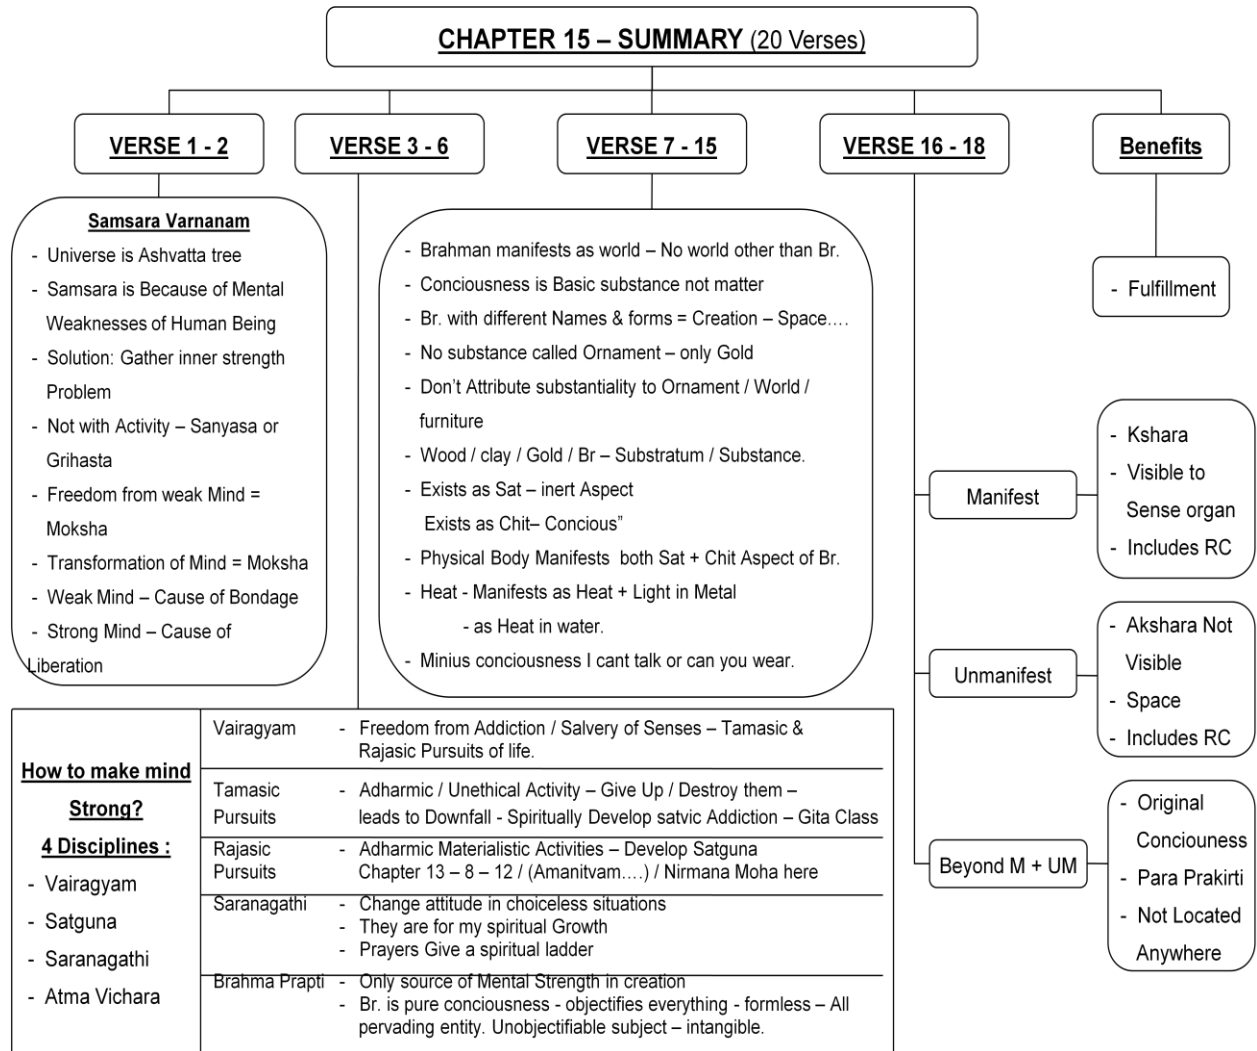 CHAPTER 15 – SUMMARY (20 Verses)
VERSE 1 - 2
VERSE 3 - 6
VERSE 7 - 15
VERSE 16 - 18
Benefits
Samsara Varnanam
- Universe is Ashvatta tree
- Samsara is Because of Mental
Weaknesses of Human Being
- Solution: Gather inner strength
Problem
- Not with Activity – Sanyasa or
Grihasta
- Freedom from weak Mind =
Moksha
- Transformation of Mind = Moksha
- Weak Mind – Cause of Bondage
- Strong Mind – Cause of
Liberation
- Brahman manifests as world – No world other than Br.
- Conciousness is Basic substance not matter
- Br. with different Names & forms = Creation – Space....
- No substance called Ornament – only Gold
- Don't Attribute substantiality to Ornament / World /
furniture
- Wood / clay / Gold / Br – Substratum / Substance.
- Exists as Sat – inert Aspect
Exists as Chit– Concious”
- Physical Body Manifests both Sat + Chit Aspect of Br.
- Heat - Manifests as Heat + Light in Metal
- as Heat in water.
- Minius conciousness I cant talk or can you wear.
- Fulfillment
Manifest
- Kshara
- Visible to
Sense organ
- Includes RC
Unmanifest
- Akshara Not
Visible
- Space
- Includes RC
Beyond M + UM
- Original
Conciouness
- Para Prakirti
- Not Located
Anywhere
How to make mind
Strong?
4 Disciplines :
- Vairagyam
- Satguna
- Saranagathi
- Atma Vichara
Vairagyam - Freedom from Addiction / Salvery of Senses – Tamasic &
Rajasic Pursuits of life.
Tamasic - Adharmic / Unethical Activity – Give Up / Destroy them –
Pursuits leads to Downfall - Spiritually Develop satvic Addiction – Gita Class
Rajasic - Adharmic Materialistic Activities – Develop Satguna
Pursuits Chapter 13 – 8 – 12 / (Amanitvam....) / Nirmana Moha here
Saranagathi - Change attitude in choiceless situations
- They are for my spiritual Growth
- Prayers Give a spiritual ladder
Brahma Prapti - Only source of Mental Strength in creation
- Br. is pure conciousness - objectifies everything - formless – All
pervading entity. Unobjectifiable subject – intangible.